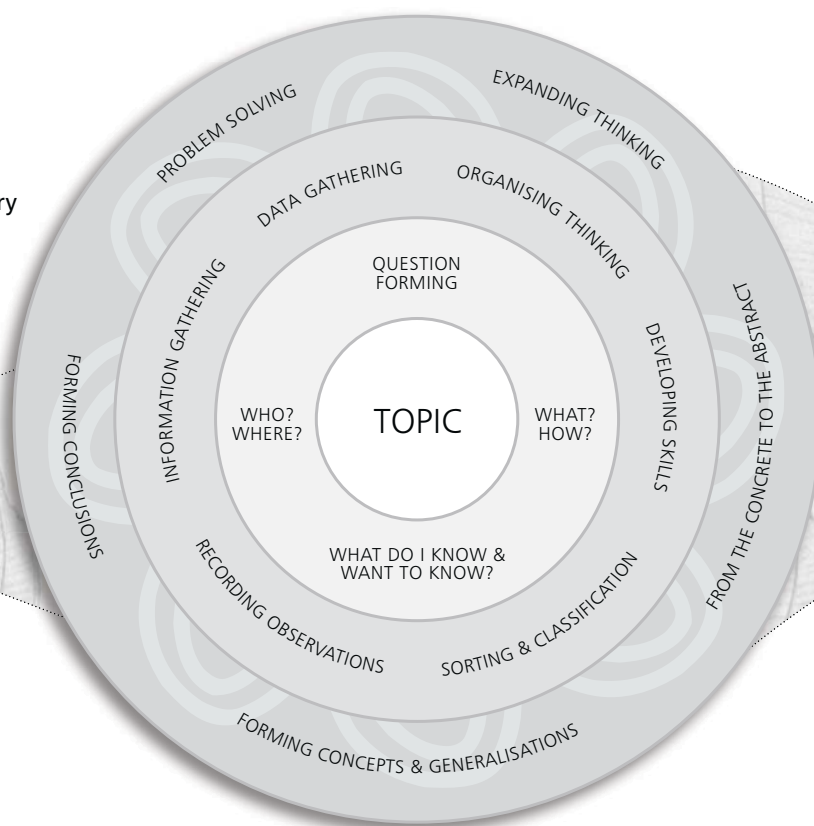 PROBLEM SOLVING
EXPANDING THINKING
FROM THE CONCRETE TO THE ABSTRACT
FORMING CONCEPTS & GENERALISATIONS
FORMING CONCLUSIONS
DATA GATHERING
ORGANISING THINKING
DEVELOPING SKILLS
SORTING & CLASSIFICATION
RECORDING OBSERVATIONS
INFORMATION GATHERING
QUESTION
FORMING
WHAT?
HOW?
WHAT DO I KNOW &
WANT TO KNOW?
WHO?
WHERE?
TOPIC